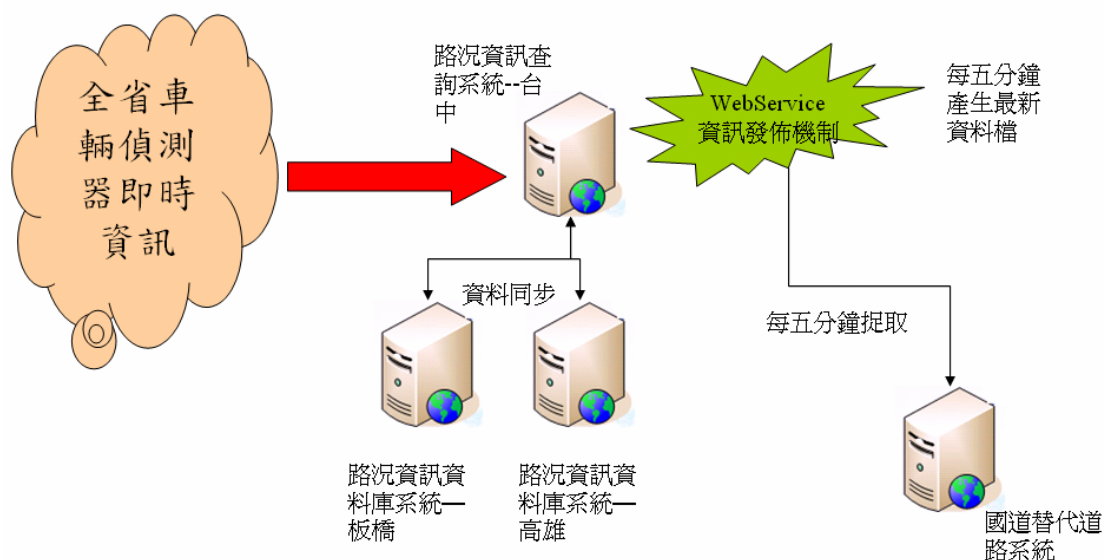 全省車
輛偵測
器即時
資訊
路況資訊查
詢系統--台
中
WebService
資訊發佈機制
每五分鐘
產生最新
資料檔
資料同步
每五分鐘捉取
路況資訊資
料庫系統—
板橋
路況資訊資
料庫系統—
高雄
國道替代道
路系統